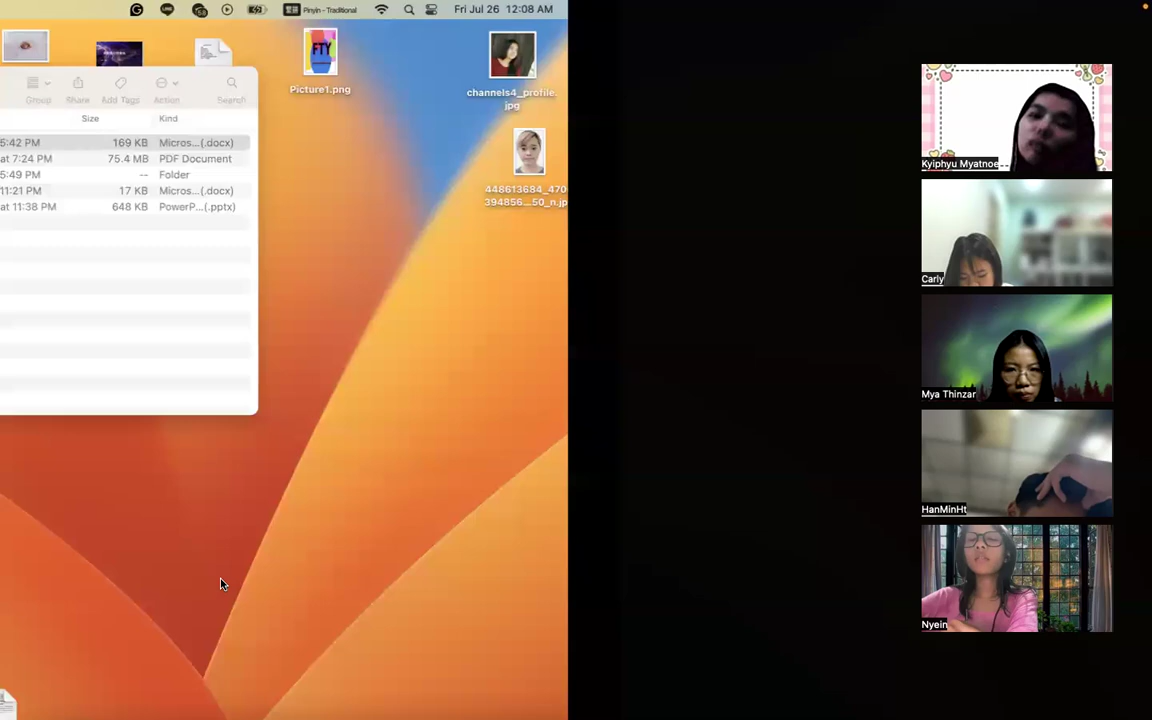 繁拼 Pinyin - Traditional Fri Jul 26 12:08 AM
FTY
Picture1.png
channels4_profile.
jpg
448613684_470
394856...50_n.jp
Group Share Add Tags Action Search
Size Kind
5:42 PM 169 KB Micros...(.docx)
at 7:24 PM 75.4 MB PDF Document
5:49 PM -- Folder
11:21 PM 17 KB Micros...(.docx)
at 11:38 PM 648 KB PowerP...(.pptx)
Kyiphyu Myatnoe
Carly
Mya Thinzar
HanMinHt
Nyein